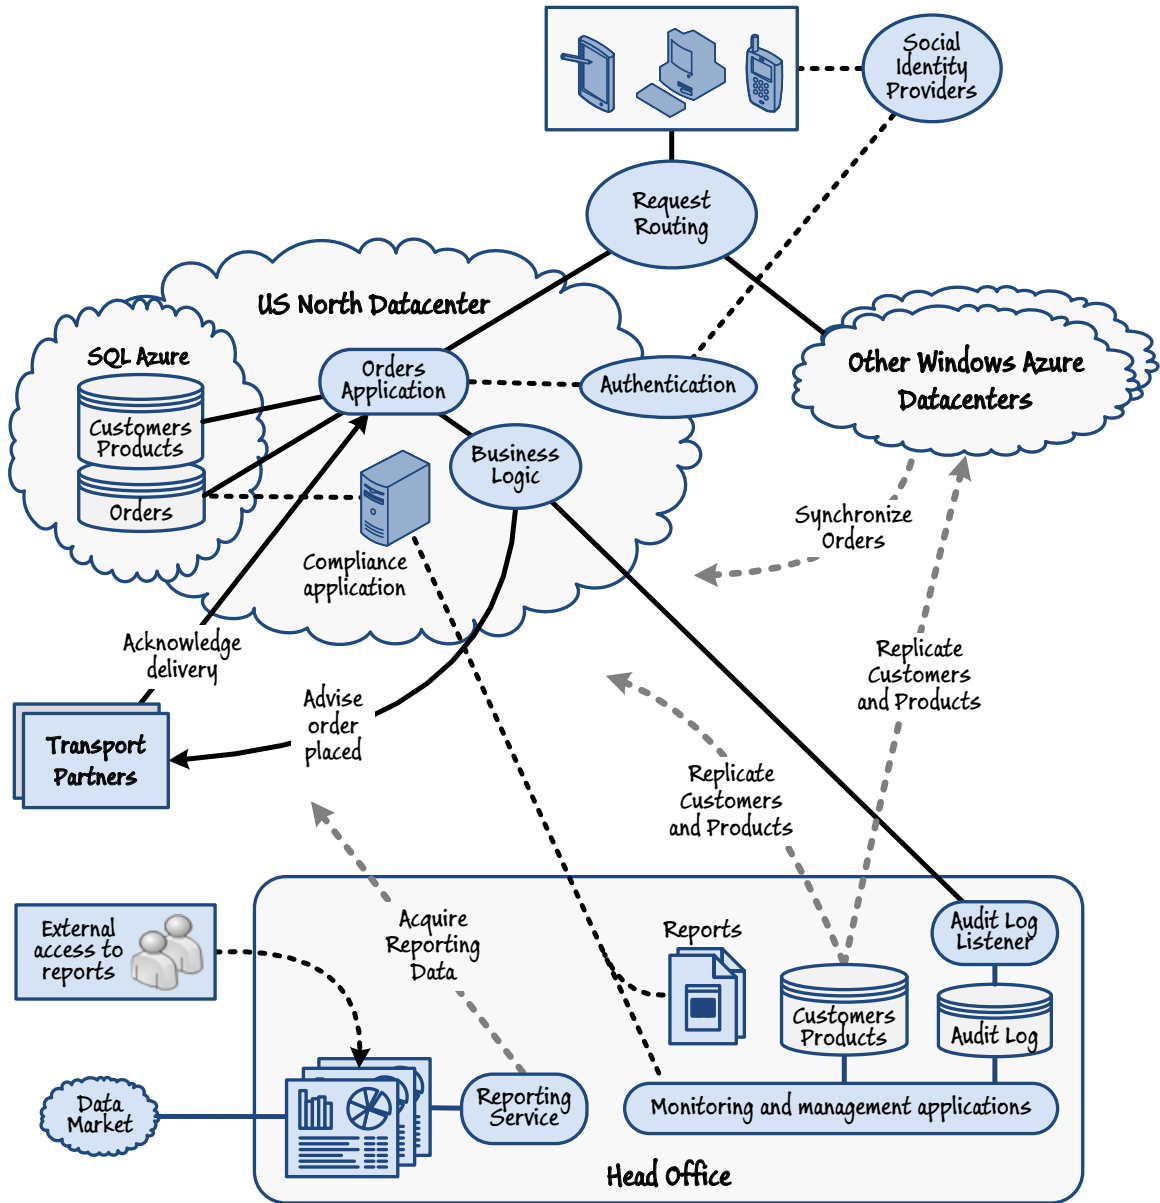 Social
Identity
Providers
Request
Routing
US North Datacenter
SQL Azure
Customers
Products
Orders
Orders
Application
Authentication
Other Windows Azure
Datacenters
Business
Logic
Compliance
application
Synchronize
Orders
Acknowledge
delivery
Replicate
Customers
and Products
Advise
order
placed
Transport
Partners
Replicate
Customers
and Products
External
access to
reports
Acquire
Reporting
Data
Reports
Audit Log
Listener
Customers
Products
Audit Log
Data
Market
Reporting
Service
Monitoring and management applications
Head Office